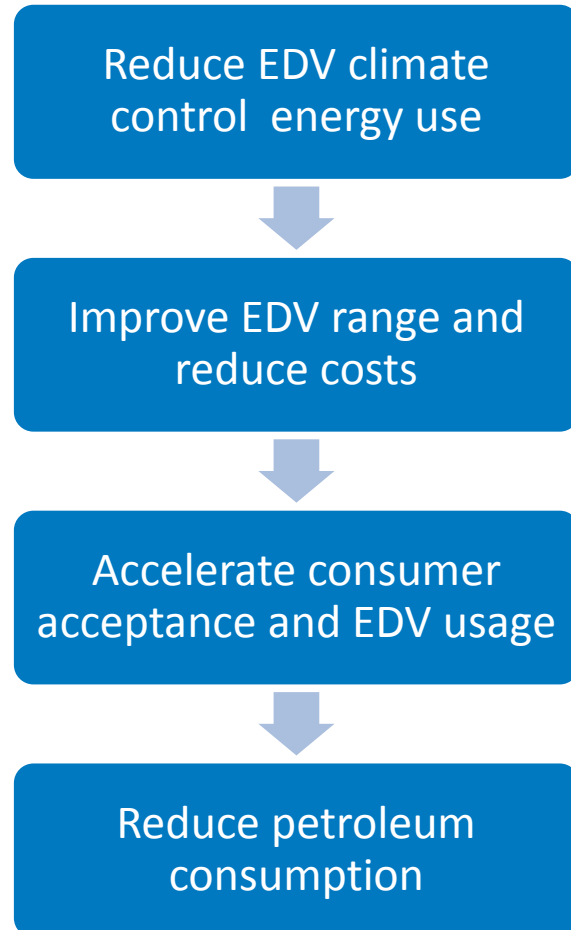 Reduce EDV climate
control  energy use
Improve EDV range and
reduce costs
Accelerate consumer
acceptance and EDV usage
Reduce petroleum
consumption